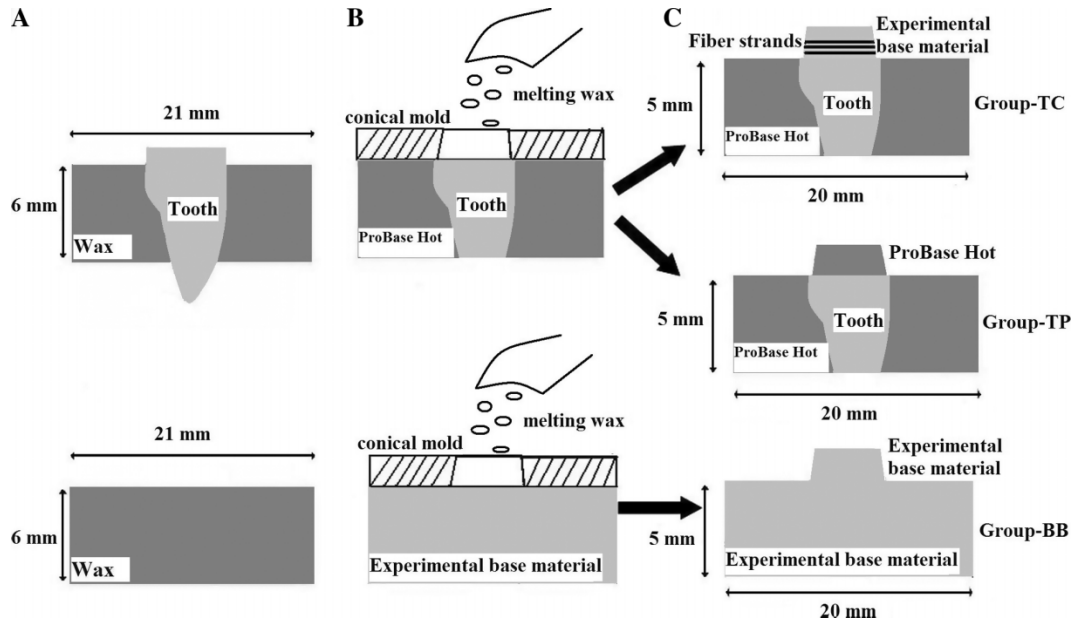 A
21 mm
6 mm
Tooth
Wax
21 mm
6 mm
Wax
B
melting wax
conical mold
Tooth
ProBase Hot
melting wax
conical mold
Experimental base material
C
Fiber strands
Experimental
base material
5 mm
Tooth
Group-TC
ProBase Hot
20 mm
ProBase Hot
5 mm
Tooth
Group-TP
ProBase Hot
20 mm
Experimental
base material
5 mm
Group-BB
Experimental base material
20 mm